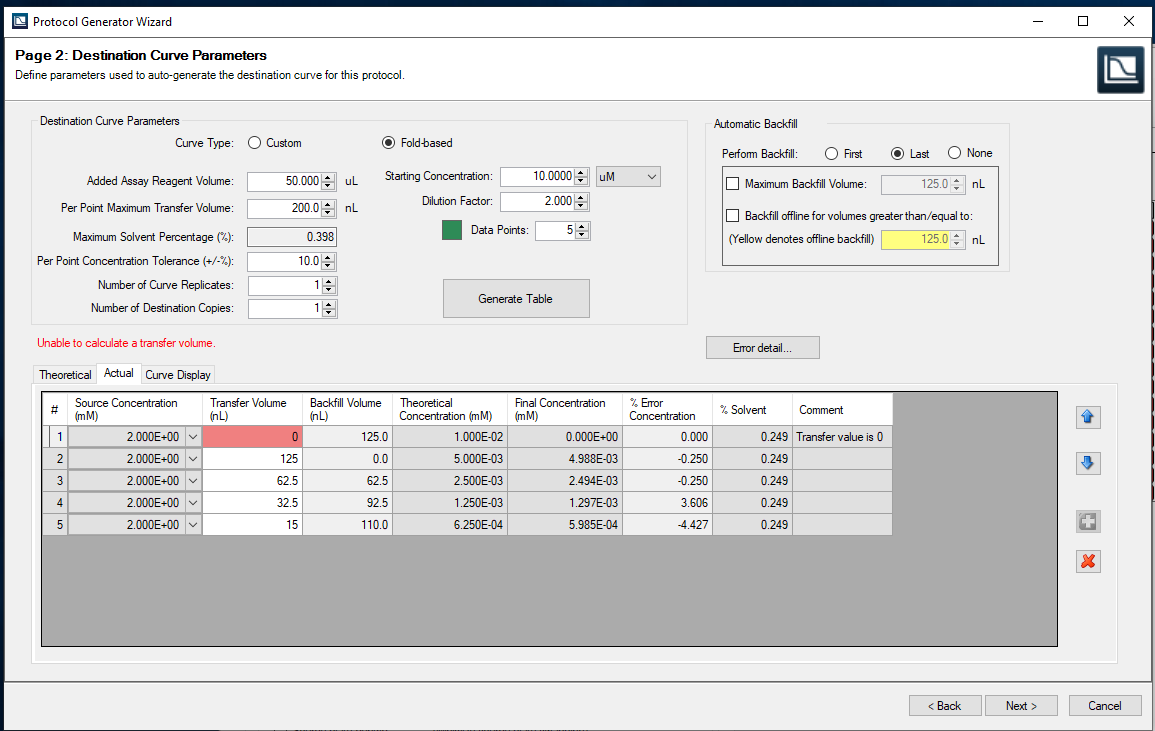 Protocol Generator Wizard
Page 2: Destination Curve Parameters
Define parameters used to auto-generate the destination curve for this protocol.
Destination Curve Parameters
Curve Type: Custom Fold-based
Added Assay Reagent Volume: 50.000 uL
Starting Concentration: 10.0000 uM
Per Point Maximum Transfer Volume: 200.0 nL
Dilution Factor: 2.000
Maximum Solvent Percentage (%): 0.398
Data Points: 5
Per Point Concentration Tolerance (+/-%): 10.0
Number of Curve Replicates: 1
Number of Destination Copies: 1
Generate Table
Automatic Backfill
Perform Backfill: First Last None
Maximum Backfill Volume: 125.0 nL
Backfill offline for volumes greater than/equal to:
(Yellow denotes offline backfill) 125.0 nL
Unable to calculate a transfer volume.
Error detail...
Theoretical Actual Curve Display
# Source Concentration (mM) Transfer Volume (nL) Backfill Volume (nL) Theoretical Concentration (mM) Final Concentration (mM) % Error Concentration % Solvent Comment
1 2.000E+00 0 125.0 1.000E-02 0.000E+00 0.000 0.249 Transfer value is 0
2 2.000E+00 125 0.0 5.000E-03 4.988E-03 -0.250 0.249
3 2.000E+00 62.5 62.5 2.500E-03 2.494E-03 -0.250 0.249
4 2.000E+00 32.5 92.5 1.250E-03 1.297E-03 3.606 0.249
5 2.000E+00 15 110.0 6.250E-04 5.985E-04 -4.427 0.249
< Back Next > Cancel